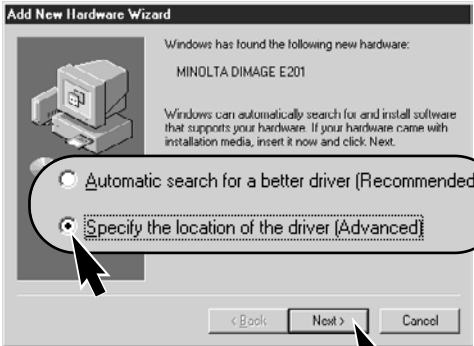 Add New Hardware Wizard
Windows has found the following new hardware:
MINOLTA DIMAGE E201
Windows can automatically search for and install software
that supports your hardware. If your hardware came with
installation media, insert it now and click Next.
Automatic search for a better driver (Recommended
Specify the location of the driver (Advanced)
< Back
Next >
Cancel